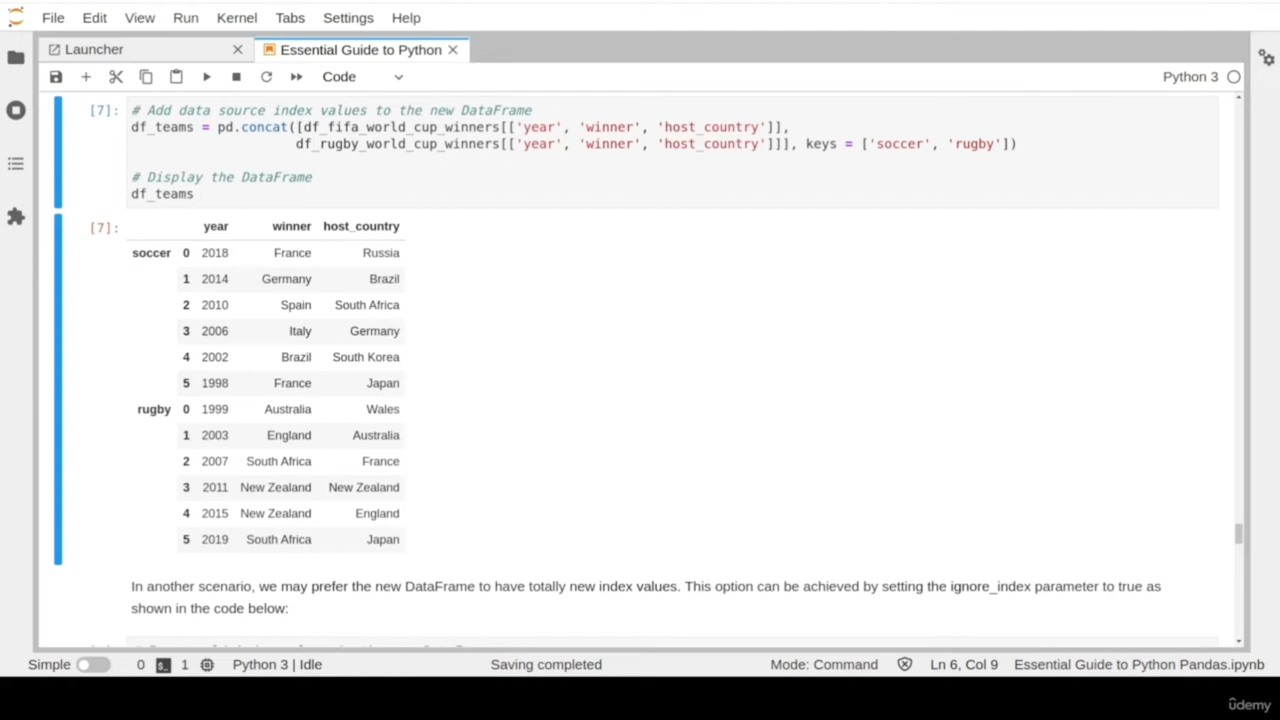 File Edit View Run Kernel Tabs Settings Help
Launcher Essential Guide to Python
Code Python 3
[7]: # Add data source index values to the new DataFrame
df_teams = pd.concat([df_fifa_world_cup_winners[['year', 'winner', 'host_country']],
df_rugby_world_cup_winners[['year', 'winner', 'host_country']]], keys = ['soccer', 'rugby'])
# Display the DataFrame
df_teams
[7]: year winner host_country
soccer 0 2018 France Russia
1 2014 Germany Brazil
2 2010 Spain South Africa
3 2006 Italy Germany
4 2002 Brazil South Korea
5 1998 France Japan
rugby 0 1999 Australia Wales
1 2003 England Australia
2 2007 South Africa France
3 2011 New Zealand New Zealand
4 2015 New Zealand England
5 2019 South Africa Japan
In another scenario, we may prefer the new DataFrame to have totally new index values. This option can be achieved by setting the ignore_index parameter to true as
shown in the code below:
Simple 0 $_ 1 Python 3 | Idle Saving completed Mode: Command Ln 6, Col 9 Essential Guide to Python Pandas.ipynb
ûdemy